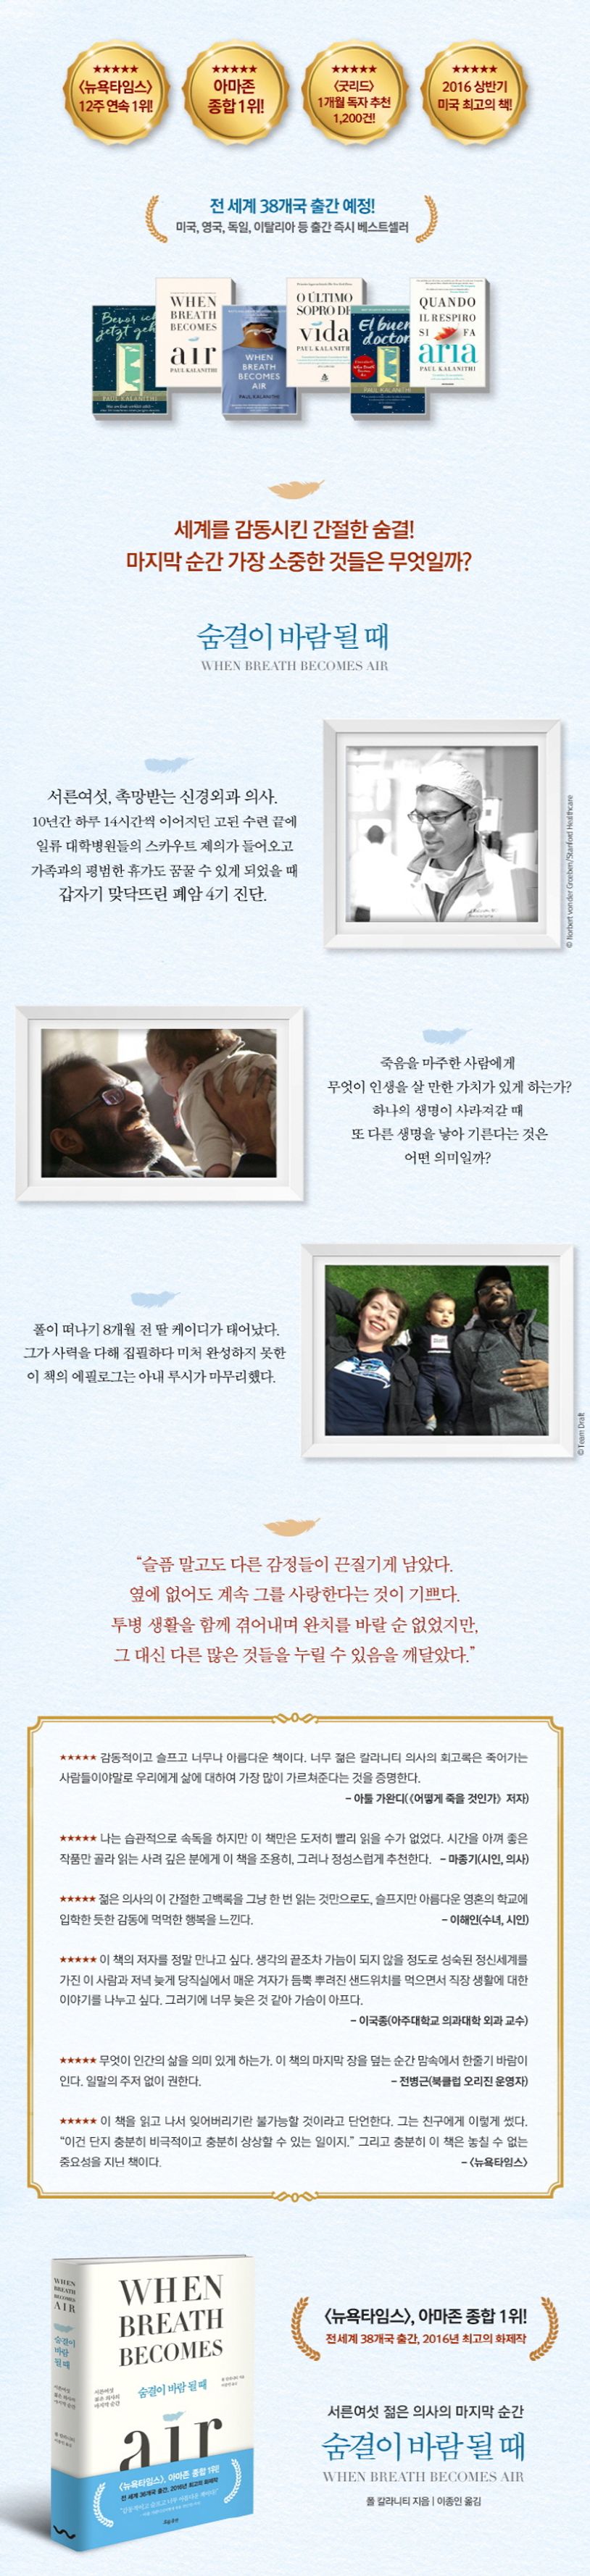 ★★★★★
〈뉴욕타임스〉
12주 연속 1위!
★★★★★
아마존
종합 1위!
★★★★★
〈굿리드〉
1개월 독자 추천
1,200건!
★★★★★
2016 상반기
미국 최고의 책!
전 세계 38개국 출간 예정!
미국, 영국, 독일, 이탈리아 등 출간 즉시 베스트셀러
Bevor ich
jetzt geh
WHEN
BREATH
BECOMES
air
PAUL KALANITHI
WHEN
BREATH
BECOMES
AIR
PAUL KALANITHI
O ÚLTIMO
SOPRO DE
vida
PAUL KALANITHI
El buen
doctor
PAUL KALANITHI
QUANDO
IL RESPIRO
SI FA
aria
PAUL KALANITHI
세계를 감동시킨 간절한 숨결!
마지막 순간 가장 소중한 것들은 무엇일까?
숨결이 바람 될 때
WHEN BREATH BECOMES AIR
서른여섯, 촉망받는 신경외과 의사.
10년간 하루 14시간씩 이어지던 고된 수련 끝에
일류 대학병원들의 스카우트 제의가 들어오고
가족과의 평범한 휴가도 꿈꿀 수 있게 되었을 때
갑자기 맞닥뜨린 폐암 4기 진단.
© Norbert von der Groeben/Stanford Healthcare
죽음을 마주한 사람에게
무엇이 인생을 살 만한 가치가 있게 하는가?
하나의 생명이 사라져갈 때
또 다른 생명을 낳아 기른다는 것은
어떤 의미일까?
폴이 떠나기 8개월 전 딸 케이디가 태어났다.
그가 사력을 다해 집필하다 미처 완성하지 못한
이 책의 에필로그는 아내 루시가 마무리했다.
© Team Draft
“슬픔 말고도 다른 감정들이 끈질기게 남았다.
옆에 없어도 계속 그를 사랑한다는 것이 기쁘다.
투병 생활을 함께 겪어내며 완치를 바랄 순 없었지만,
그 대신 다른 많은 것들을 누릴 수 있음을 깨달았다.”
★★★★★ 감동적이고 슬프고 너무나 아름다운 책이다. 너무 젊은 칼라니티 의사의 회고록은 죽어가는
사람들이야말로 우리에게 삶에 대하여 가장 많이 가르쳐준다는 것을 증명한다.
– 아툴 가완디(《어떻게 죽을 것인가》 저자)
★★★★★ 나는 습관적으로 속독을 하지만 이 책만은 도저히 빨리 읽을 수가 없었다. 시간을 아껴 좋은
작품만 골라 읽는 사려 깊은 분에게 이 책을 조용히, 그러나 정성스럽게 추천한다. – 마종기(시인, 의사)
★★★★★ 젊은 의사의 이 간절한 고백록을 그냥 한 번 읽는 것만으로도, 슬프지만 아름다운 영혼의 학교에
입학한 듯한 감동에 먹먹한 행복을 느낀다. – 이해인(수녀, 시인)
★★★★★ 이 책의 저자를 정말 만나고 싶다. 생각의 끝조차 가늠이 되지 않을 정도로 성숙된 정신세계를
가진 이 사람과 저녁 늦게 당직실에서 매운 겨자가 듬뿍 뿌려진 샌드위치를 먹으면서 직장 생활에 대한
이야기를 나누고 싶다. 그러기에 너무 늦은 것 같아 가슴이 아프다.
– 이국종(아주대학교 의과대학 외과 교수)
★★★★★ 무엇이 인간의 삶을 의미 있게 하는가. 이 책의 마지막 장을 덮는 순간 맘속에서 한줄기 바람이
인다. 일말의 주저 없이 권한다. – 전병근(북클럽 오리진 운영자)
★★★★★ 이 책을 읽고 나서 잊어버리기란 불가능할 것이라고 단언한다. 그는 친구에게 이렇게 썼다.
“이건 단지 충분히 비극적이고 충분히 상상할 수 있는 일이지.” 그리고 충분히 이 책은 놓칠 수 없는
중요성을 지닌 책이다. – 〈뉴욕타임스〉
WHEN
BREATH
BECOMES
AIR
숨결이
바람
될 때
WHEN
BREATH
BECOMES
숨결이 바람 될 때
air
〈뉴욕타임스〉, 아마존 종합 1위!
전 세계 38개국 출간, 2016년 최고의 화제작
〈뉴욕타임스〉, 아마존 종합 1위!
전 세계 38개국 출간, 2016년 최고의 화제작
서른여섯 젊은 의사의 마지막 순간
숨결이 바람 될 때
WHEN BREATH BECOMES AIR
폴 칼라니티 지음 | 이종인 옮김